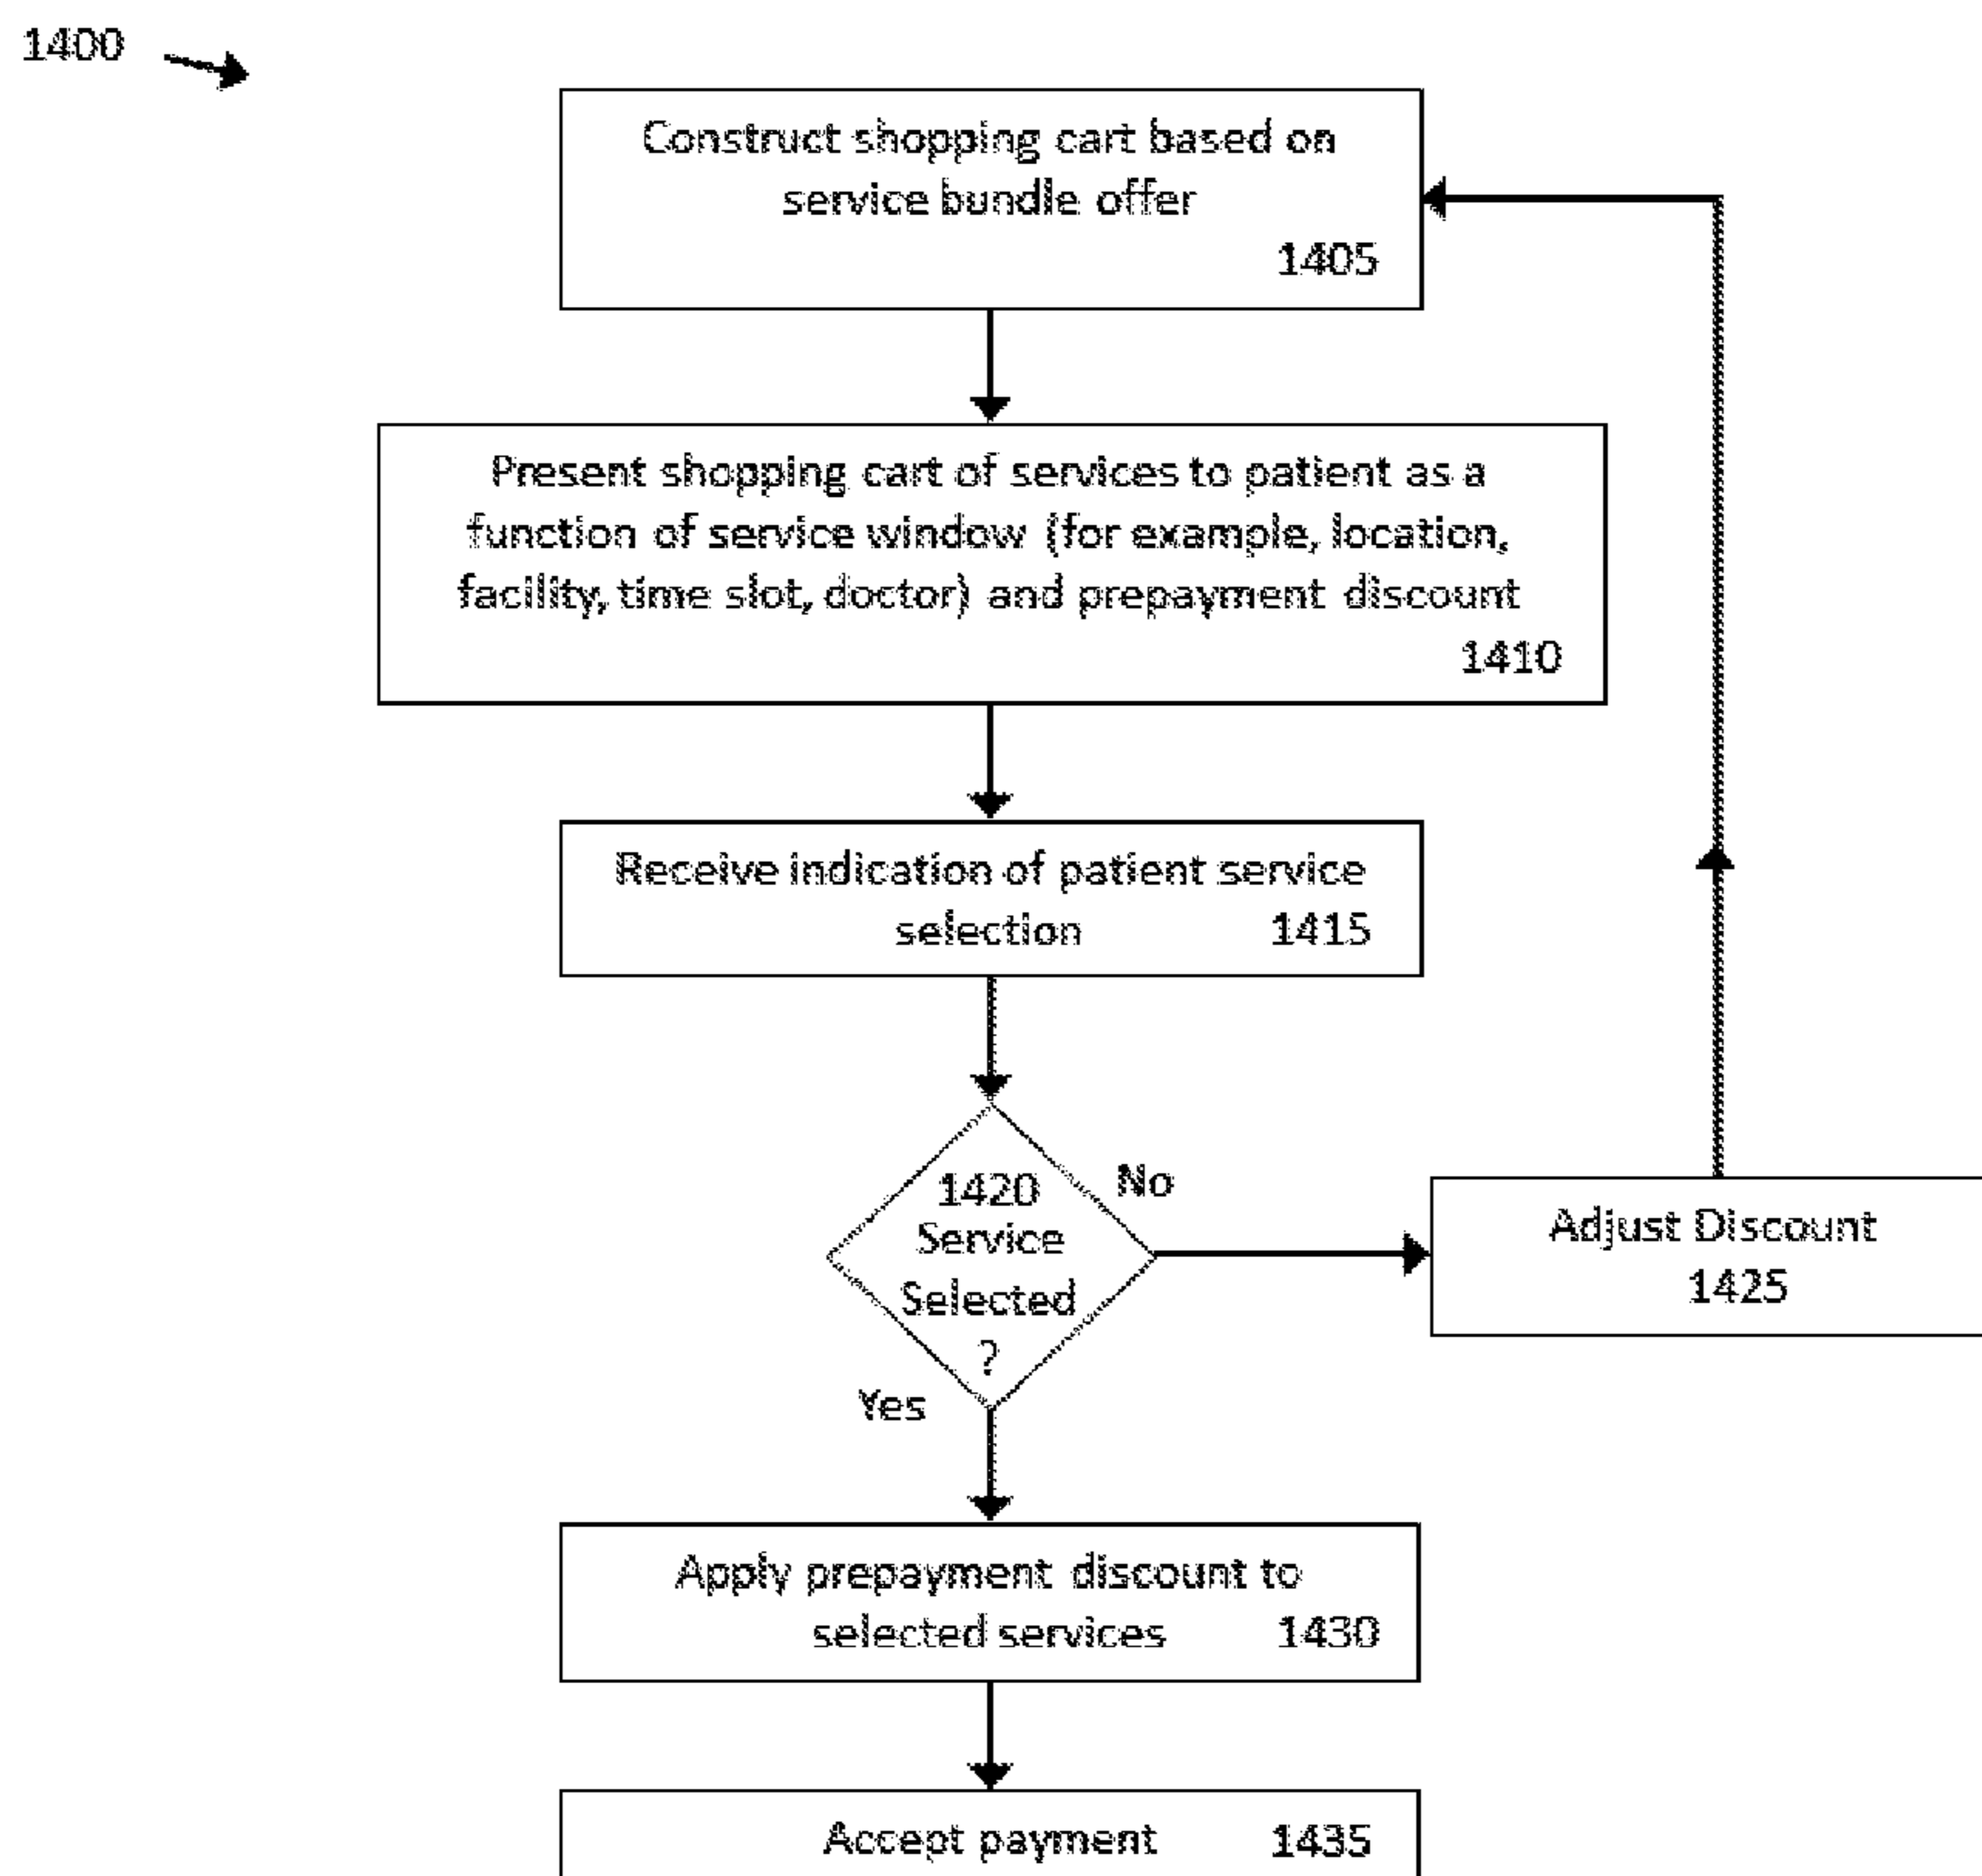 1400
Construct shopping cart based on
service bundle offer
1405
Present shopping cart of services to patient as a
function of service window (for example, location,
facility, time slot, doctor) and prepayment discount
1410
Receive indication of patient service
selection 1415
1420
Service
Selected
?
No
Adjust Discount
1425
Yes
Apply prepayment discount to
selected services 1430
Accept payment 1435